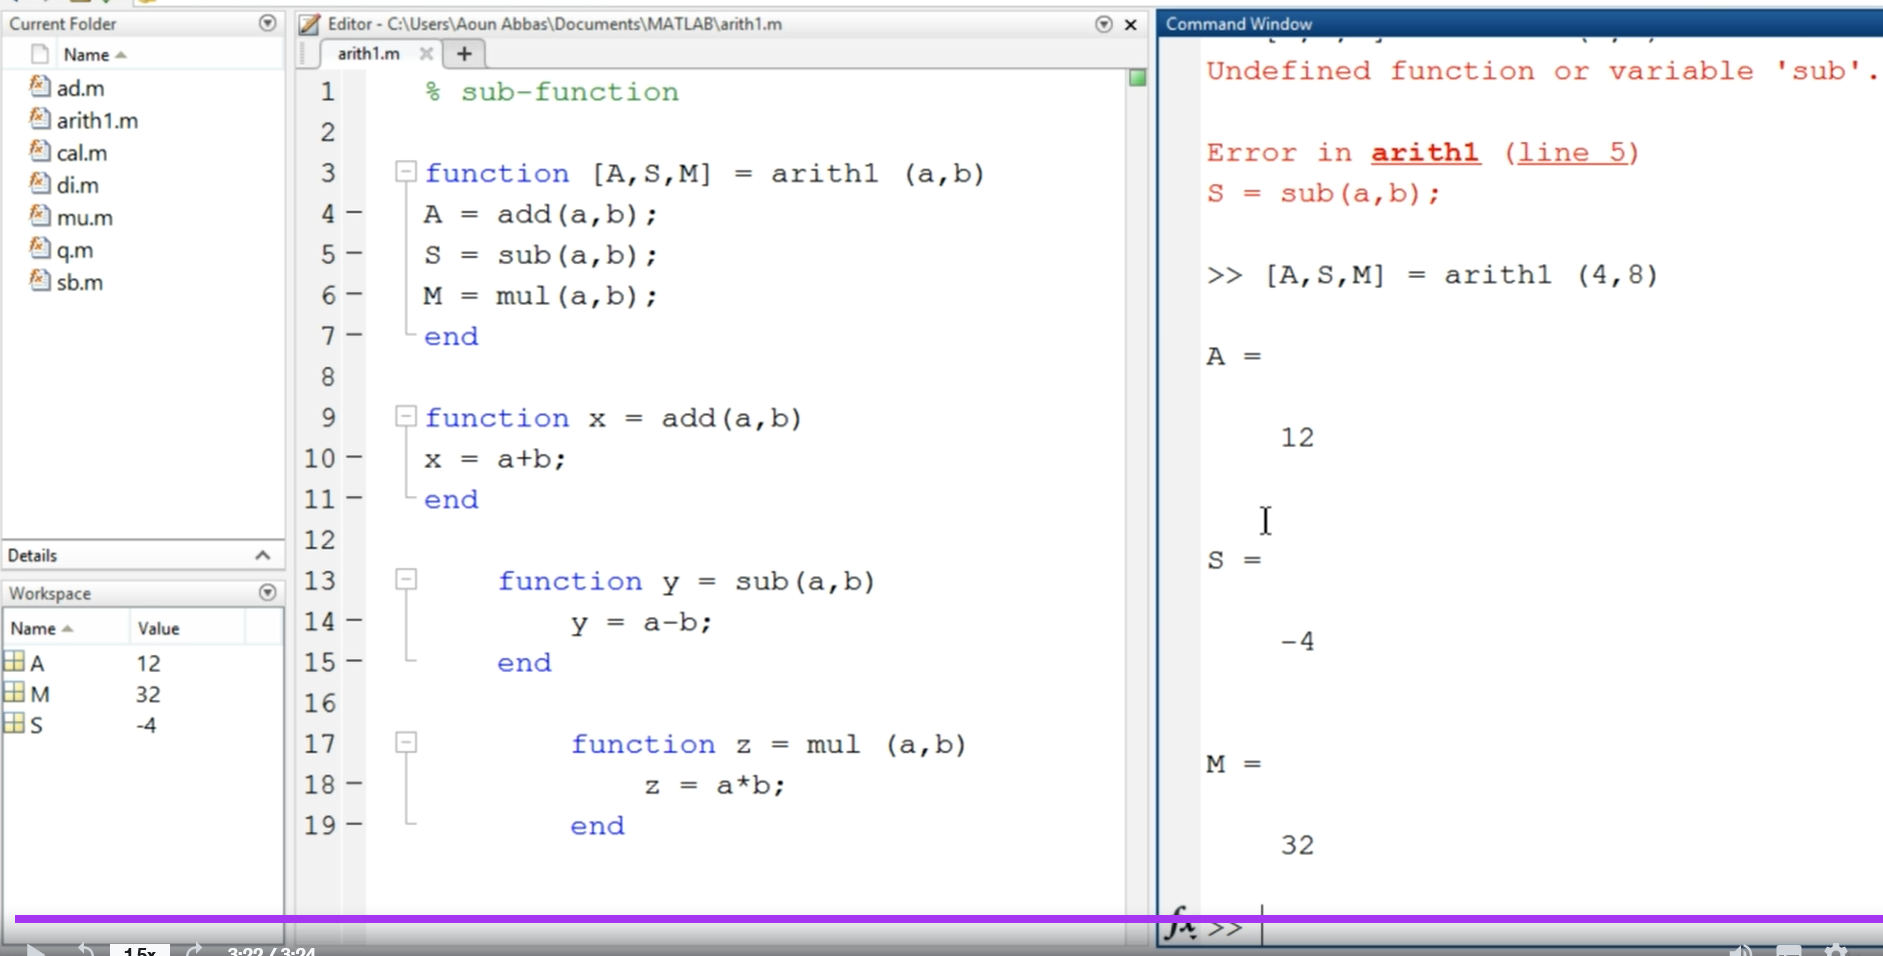 Current Folder
Name
ad.m
arith1.m
cal.m
di.m
mu.m
q.m
sb.m
Details
Workspace
Name Value
A 12
M 32
S -4
Editor - C:\Users\Aoun Abbas\Documents\MATLAB\arith1.m
arith1.m +
1 % sub-function
2
3 function [A,S,M] = arith1 (a,b)
4 - A = add(a,b);
5 - S = sub(a,b);
6 - M = mul(a,b);
7 - end
8
9 function x = add(a,b)
10 - x = a+b;
11 - end
12
13 function y = sub(a,b)
14 - y = a-b;
15 - end
16
17 function z = mul (a,b)
18 - z = a*b;
19 - end
Command Window
Undefined function or variable 'sub'.
Error in arith1 (line 5)
S = sub(a,b);
>> [A,S,M] = arith1 (4,8)
A =
12
S =
-4
M =
32
fx >>
1.5x 3:22 / 3:24